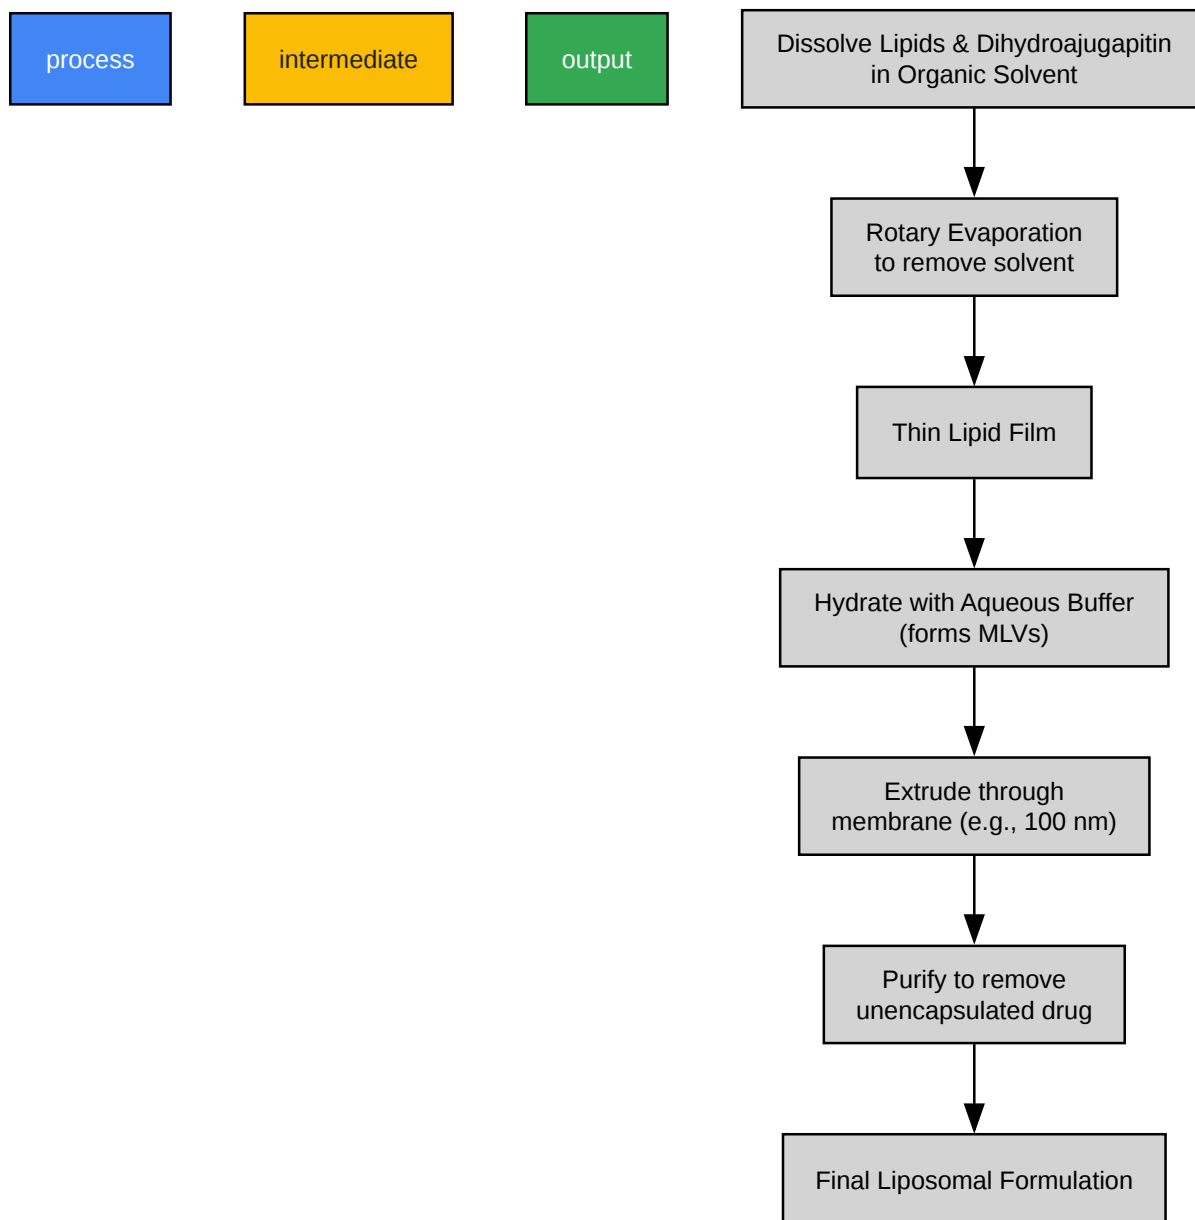 process
intermediate
output
Dissolve Lipids & Dihydroajugapitin
in Organic Solvent
Rotary Evaporation
to remove solvent
Thin Lipid Film
Hydrate with Aqueous Buffer
(forms MLVs)
Extrude through
membrane (e.g., 100 nm)
Purify to remove
unencapsulated drug
Final Liposomal Formulation